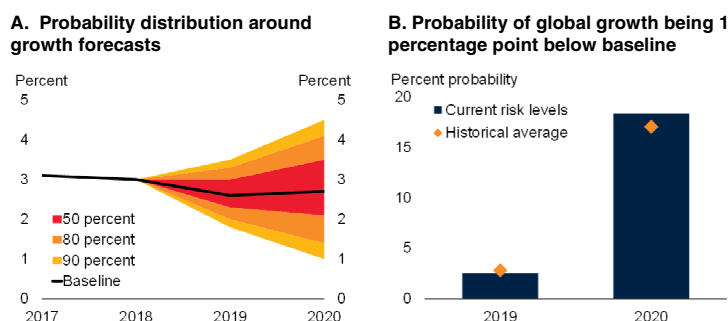 A. Probability distribution around
growth forecasts
Percent
Percent
5
5
4
4
3
3
2
2
1
1
0
0
50 percent
80 percent
90 percent
Baseline
2017
2018
2019
2020
B. Probability of global growth being 1
percentage point below baseline
Percent probability
20
15
10
5
0
Current risk levels
Historical average
2019
2020